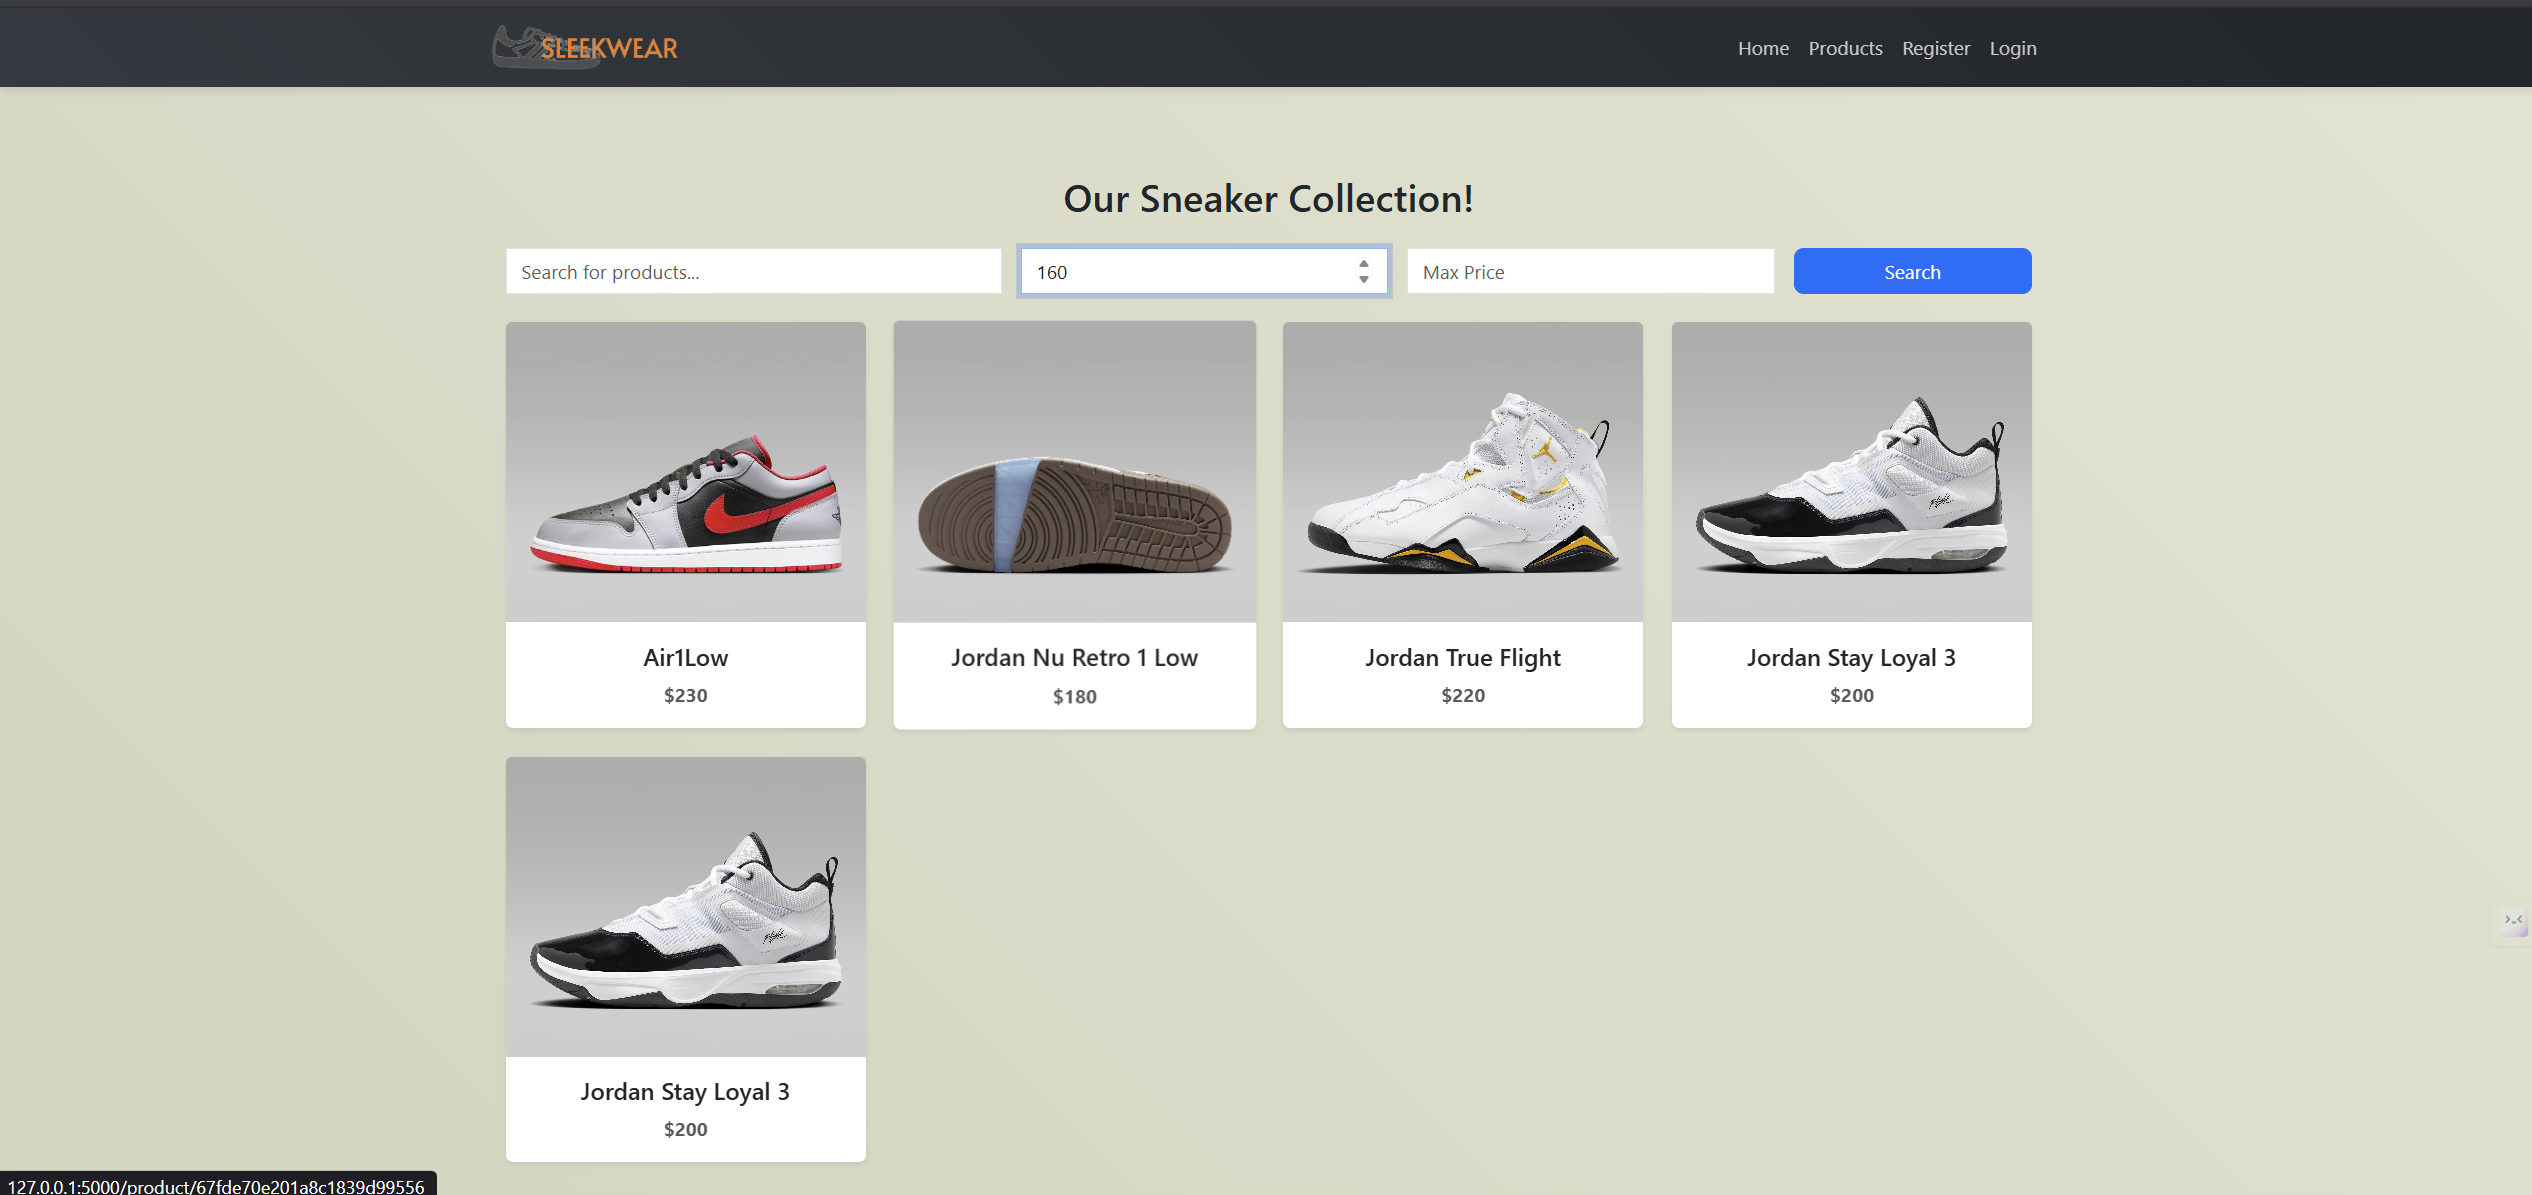 SLEEKWEAR
Home Products Register Login
Our Sneaker Collection!
Search for products...
160
Max Price
Search
Air1Low
$230
Jordan Nu Retro 1 Low
$180
Jordan True Flight
$220
Jordan Stay Loyal 3
$200
Jordan Stay Loyal 3
$200
127.0.0.1:5000/product/67fde70e201a8c1839d99556